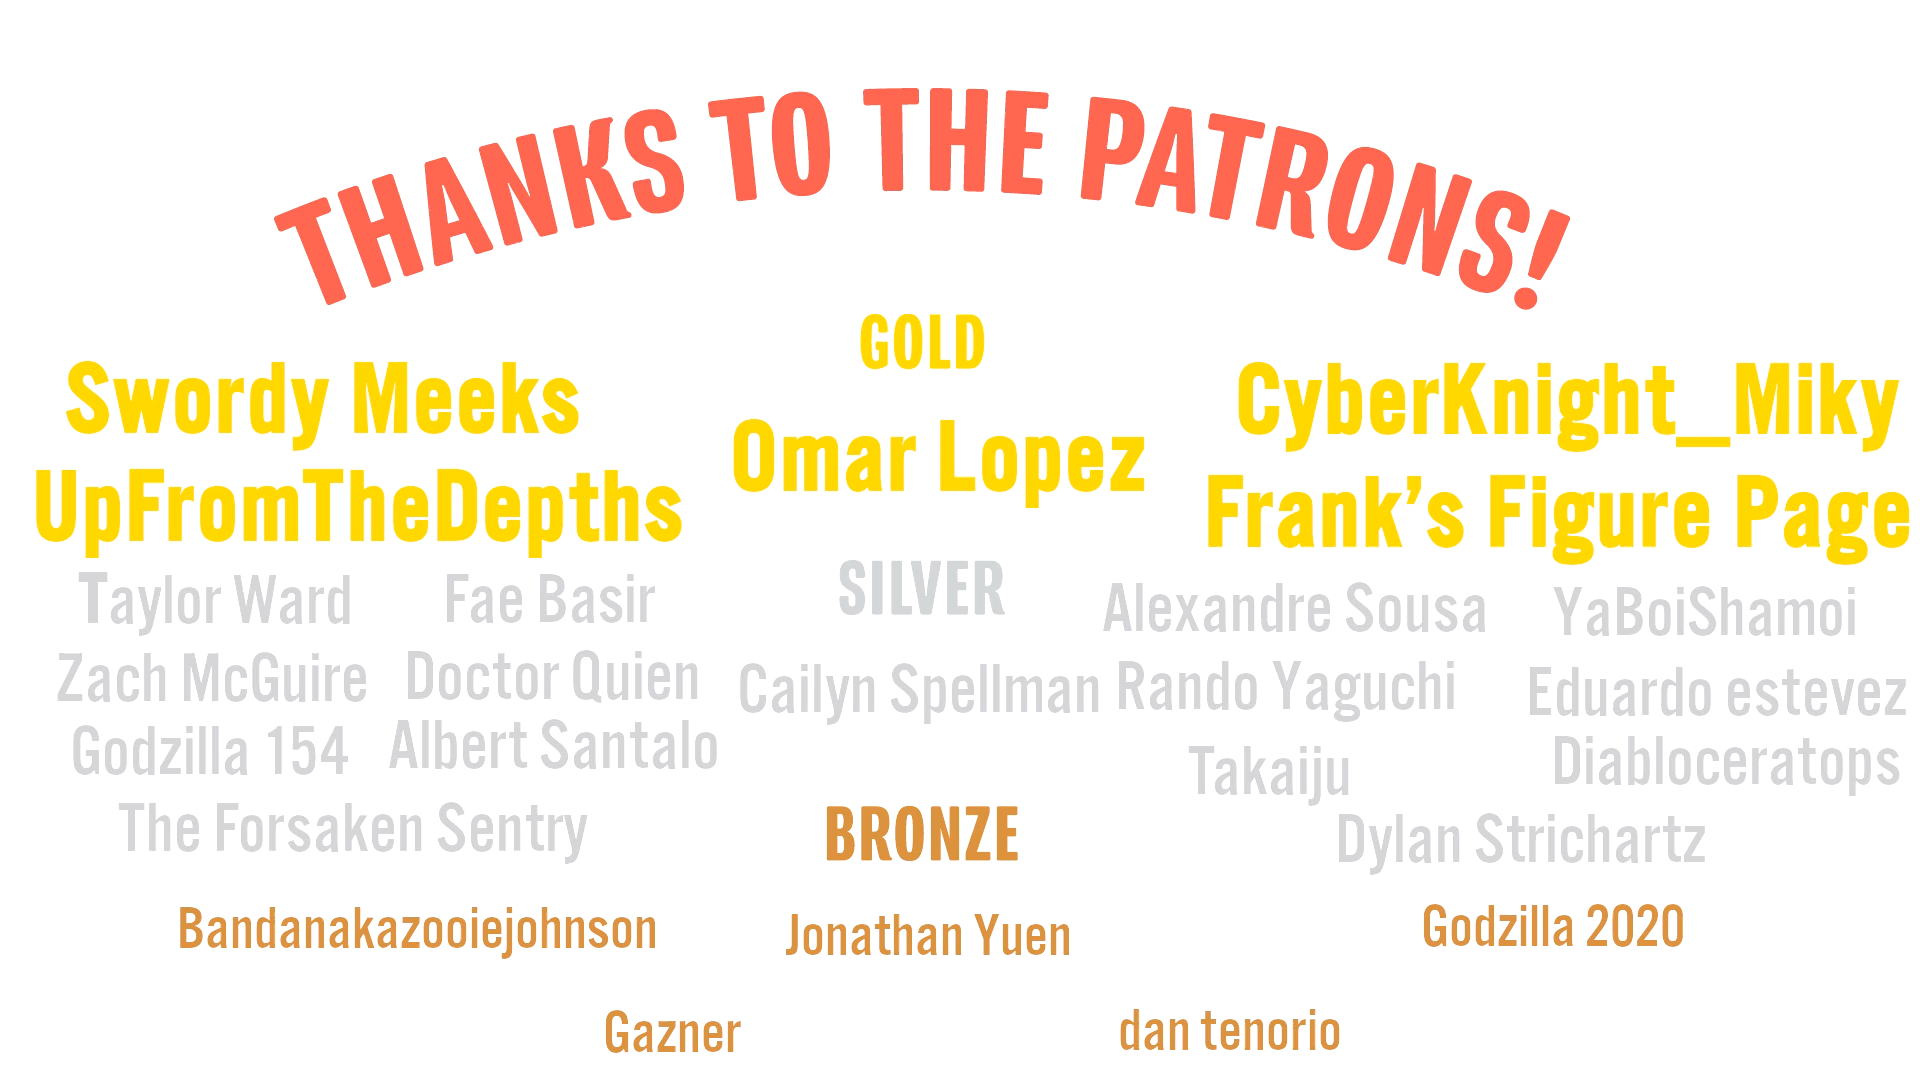 THANKS TO THE PATRONS!
GOLD
Swordy Meeks
Omar Lopez
CyberKnight_Miky
UpFromTheDepths
Frank's Figure Page
SILVER
Taylor Ward
Fae Basir
Alexandre Sousa
YaBoiShamoi
Zach McGuire
Doctor Quien
Cailyn Spellman
Rando Yaguchi
Eduardo estevez
Godzilla 154
Albert Santalo
Takaiju
Diabloceratops
The Forsaken Sentry
Dylan Strichartz
BRONZE
Bandanakazooiejohnson
Jonathan Yuen
Godzilla 2020
Gazner
dan tenorio